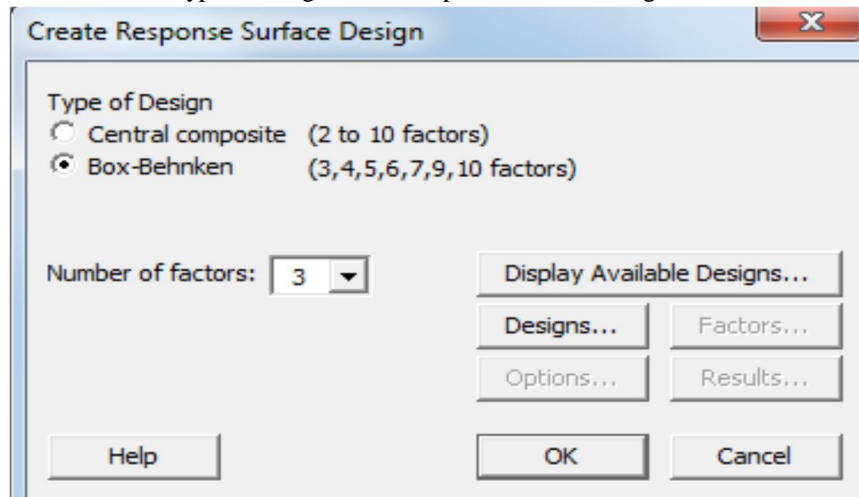 Create Response Surface Design
Type of Design
Central composite (2 to 10 factors)
Box-Behnken (3,4,5,6,7,9,10 factors)
Number of factors: 3
Display Available Designs...
Designs... Factors...
Options... Results...
Help OK Cancel